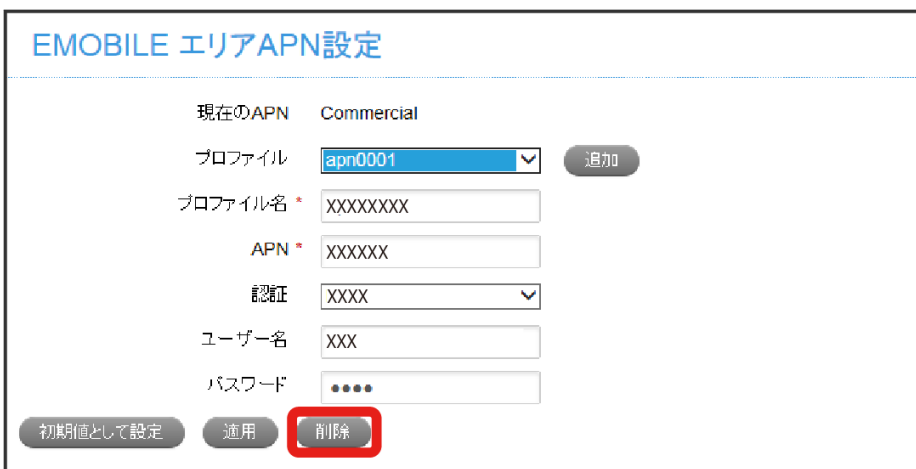 EMOBILE エリアAPN設定
現在のAPN Commercial
プロファイル apn0001 追加
プロファイル名 * XXXXXXXX
APN * XXXXXX
認証 XXXX
ユーザー名 XXX
パスワード ●●●●
初期値として設定 適用 削除